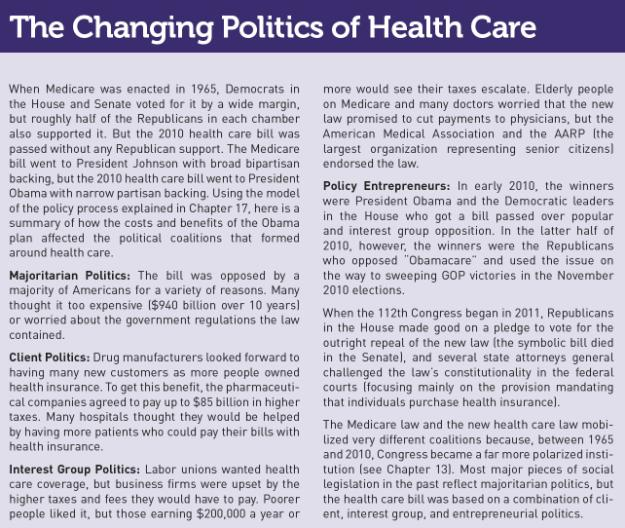 The Changing Politics of Health Care
When Medicare was enacted in 1965, Democrats in
the House and Senate voted for it by a wide margin,
but roughly half of the Republicans in each chamber
also supported it. But the 2010 health care bill was
passed without any Republican support. The Medicare
bill went to President Johnson with broad bipartisan
backing, but the 2010 health care bill went to President
Obama with narrow partisan backing. Using the model
of the policy process explained in Chapter 17, here is a
summary of how the costs and benefits of the Obama
plan affected the political coalitions that formed
around health care.
Majoritarian Politics: The bill was opposed by a
majority of Americans for a variety of reasons. Many
thought it too expensive ($940 billion over 10 years)
or worried about the government regulations the law
contained.
Client Politics: Drug manufacturers looked forward to
having many new customers as more people owned
health insurance. To get this benefit, the pharmaceuti-
cal companies agreed to pay up to $85 billion in higher
taxes. Many hospitals thought they would be helped
by having more patients who could pay their bills with
health insurance.
Interest Group Politics: Labor unions wanted health
care coverage, but business firms were upset by the
higher taxes and fees they would have to pay. Poorer
people liked it, but those earning $200,000 a year or
more would see their taxes escalate. Elderly people
on Medicare and many doctors worried that the new
law promised to cut payments to physicians, but the
American Medical Association and the AARP (the
largest organization representing senior citizens)
endorsed the law.
Policy Entrepreneurs: In early 2010, the winners
were President Obama and the Democratic leaders
in the House who got a bill passed over popular
and interest group opposition. In the latter half of
2010, however, the winners were the Republicans
who opposed "Obamacare" and used the issue on
the way to sweeping GOP victories in the November
2010 elections.
When the 112th Congress began in 2011, Republicans
in the House made good on a pledge to vote for the
outright repeal of the new law (the symbolic bill died
in the Senate), and several state attorneys general
challenged the law's constitutionality in the federal
courts (focusing mainly on the provision mandating
that individuals purchase health insurance).
The Medicare law and the new health care law mobi-
lized very different coalitions because, between 1965
and 2010, Congress became a far more polarized insti-
tution (see Chapter 13). Most major pieces of social
legislation in the past reflect majoritarian politics, but
the health care bill was based on a combination of cli-
ent, interest group, and entrepreneurial politics.